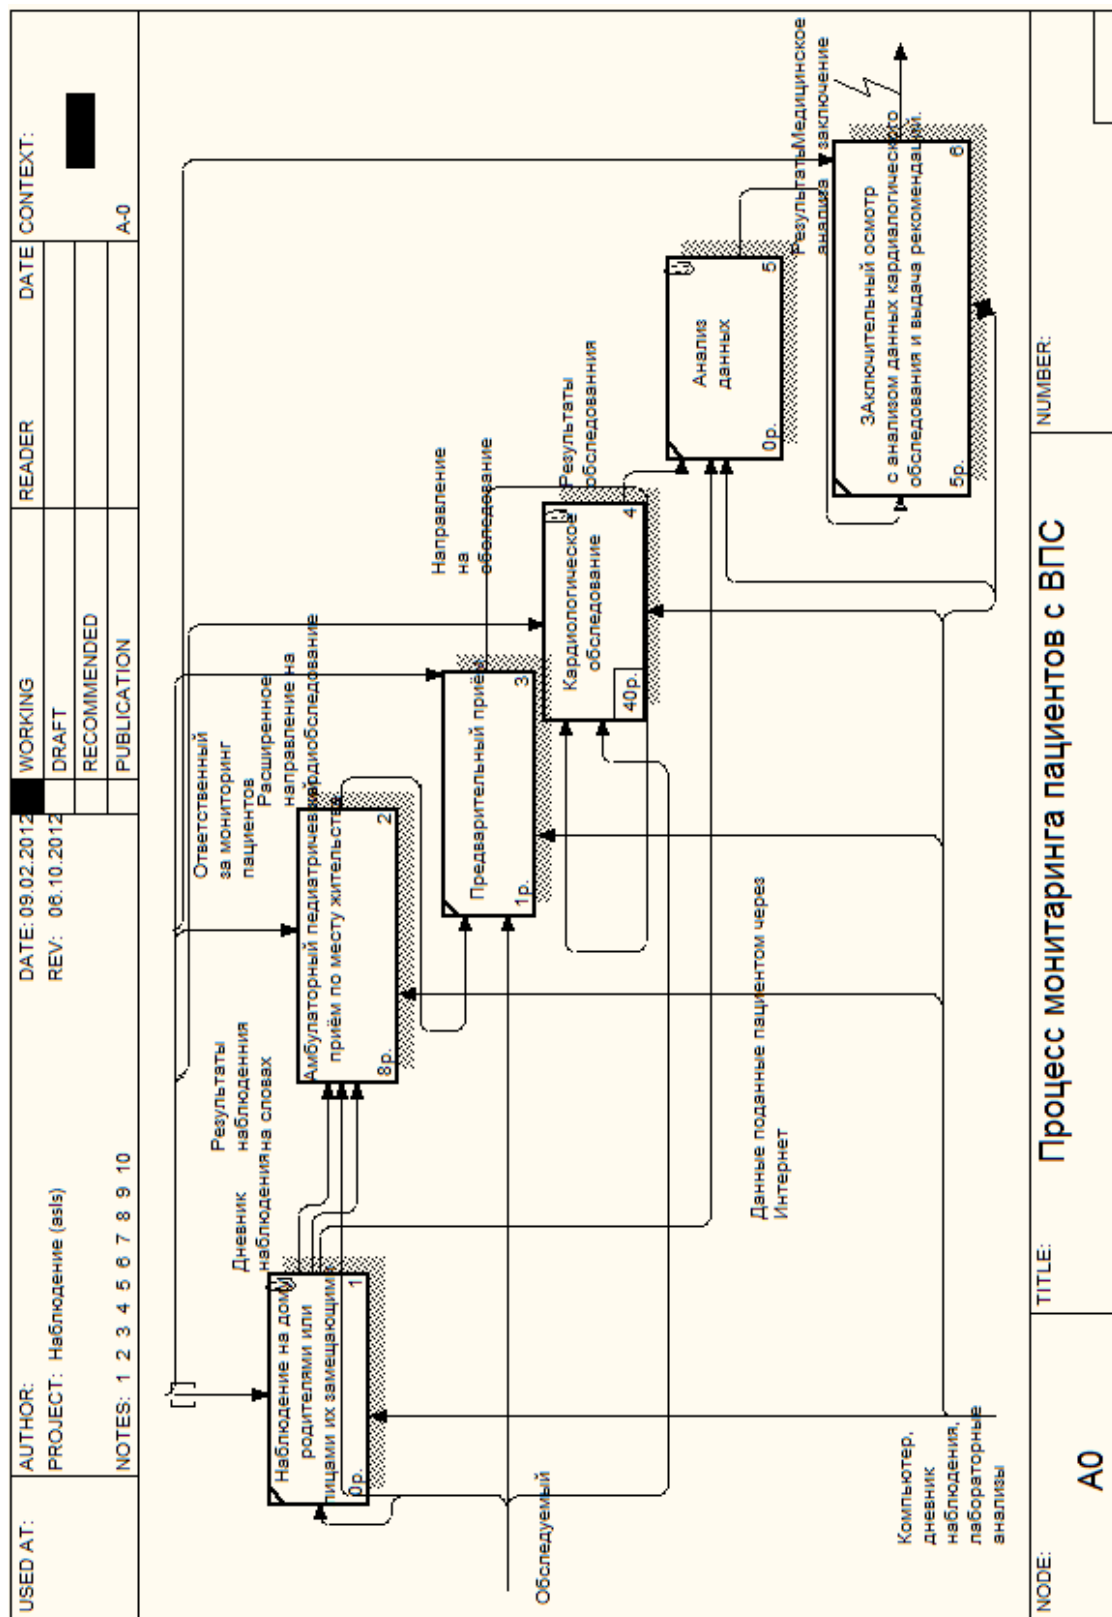 USED AT:
AUTHOR:
PROJECT: Наблюдение (asis)
NOTES: 1 2 3 4 5 6 7 8 9 10
DATE: 09.02.2012
REV: 06.10.2012
WORKING
DRAFT
RECOMMENDED
PUBLICATION
READER
DATE
CONTEXT:
A-0
Наблюдение на дому
родителями или
лицами их замещающими
0р.
1
Дневник
наблюдения
Результаты
наблюденния
на словах
Ответственный
за мониторинг
пациентов
Амбулаторный педиатрический
приём по месту жительства
8р.
2
Расширенное
направление на
кардиобследование
Предварительный приём
1р.
3
Направление
на
обследование
Кардиологическое
обследование
40р.
4
Результаты
обследованния
Анализ
данных
0р.
5
Результаты
анализа
Медицинское
заключение
ЗАключительный осмотр
с анализом данных кардиалогического
обследования и выдача рекомендаций.
5р.
6
Обследуемый
Данные поданные пациентом через
Интернет
Компьютер,
дневник
наблюдения,
лабораторные
анализы
NODE:
A0
TITLE:
Процесс монитаринга пациентов с ВПС
NUMBER: